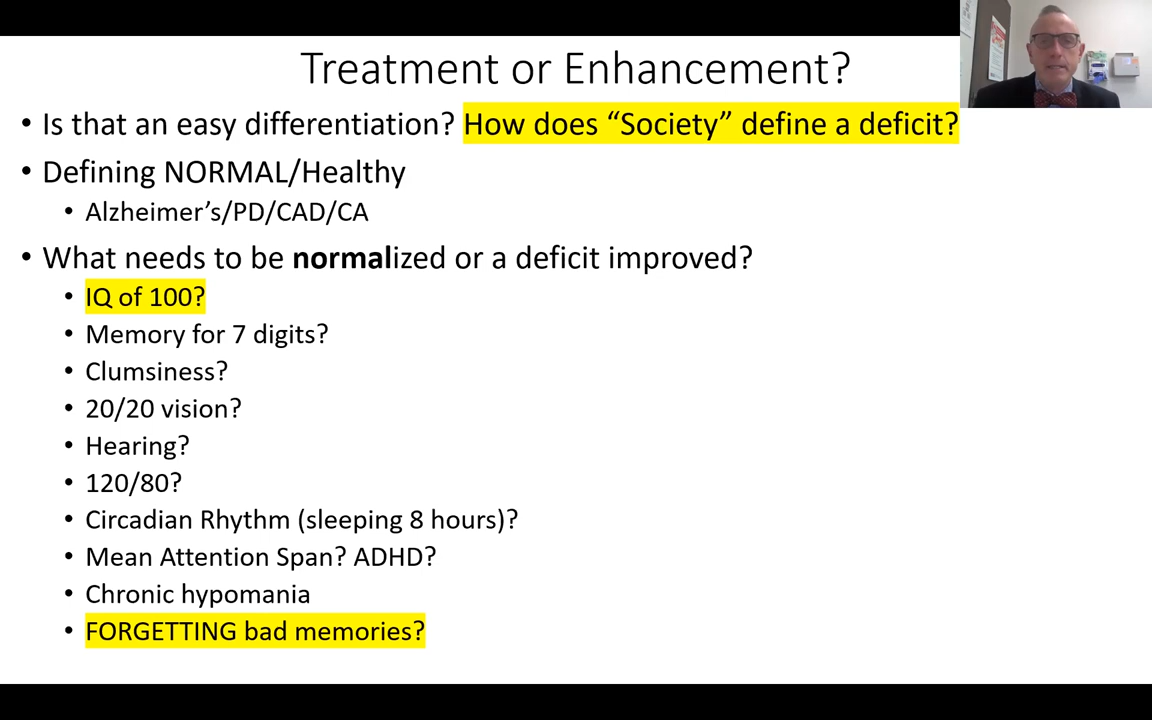 Treatment or Enhancement?
• Is that an easy differentiation? How does “Society” define a deficit?
• Defining NORMAL/Healthy
• Alzheimer’s/PD/CAD/CA
• What needs to be normalized or a deficit improved?
• IQ of 100?
• Memory for 7 digits?
• Clumsiness?
• 20/20 vision?
• Hearing?
• 120/80?
• Circadian Rhythm (sleeping 8 hours)?
• Mean Attention Span? ADHD?
• Chronic hypomania
• FORGETTING bad memories?